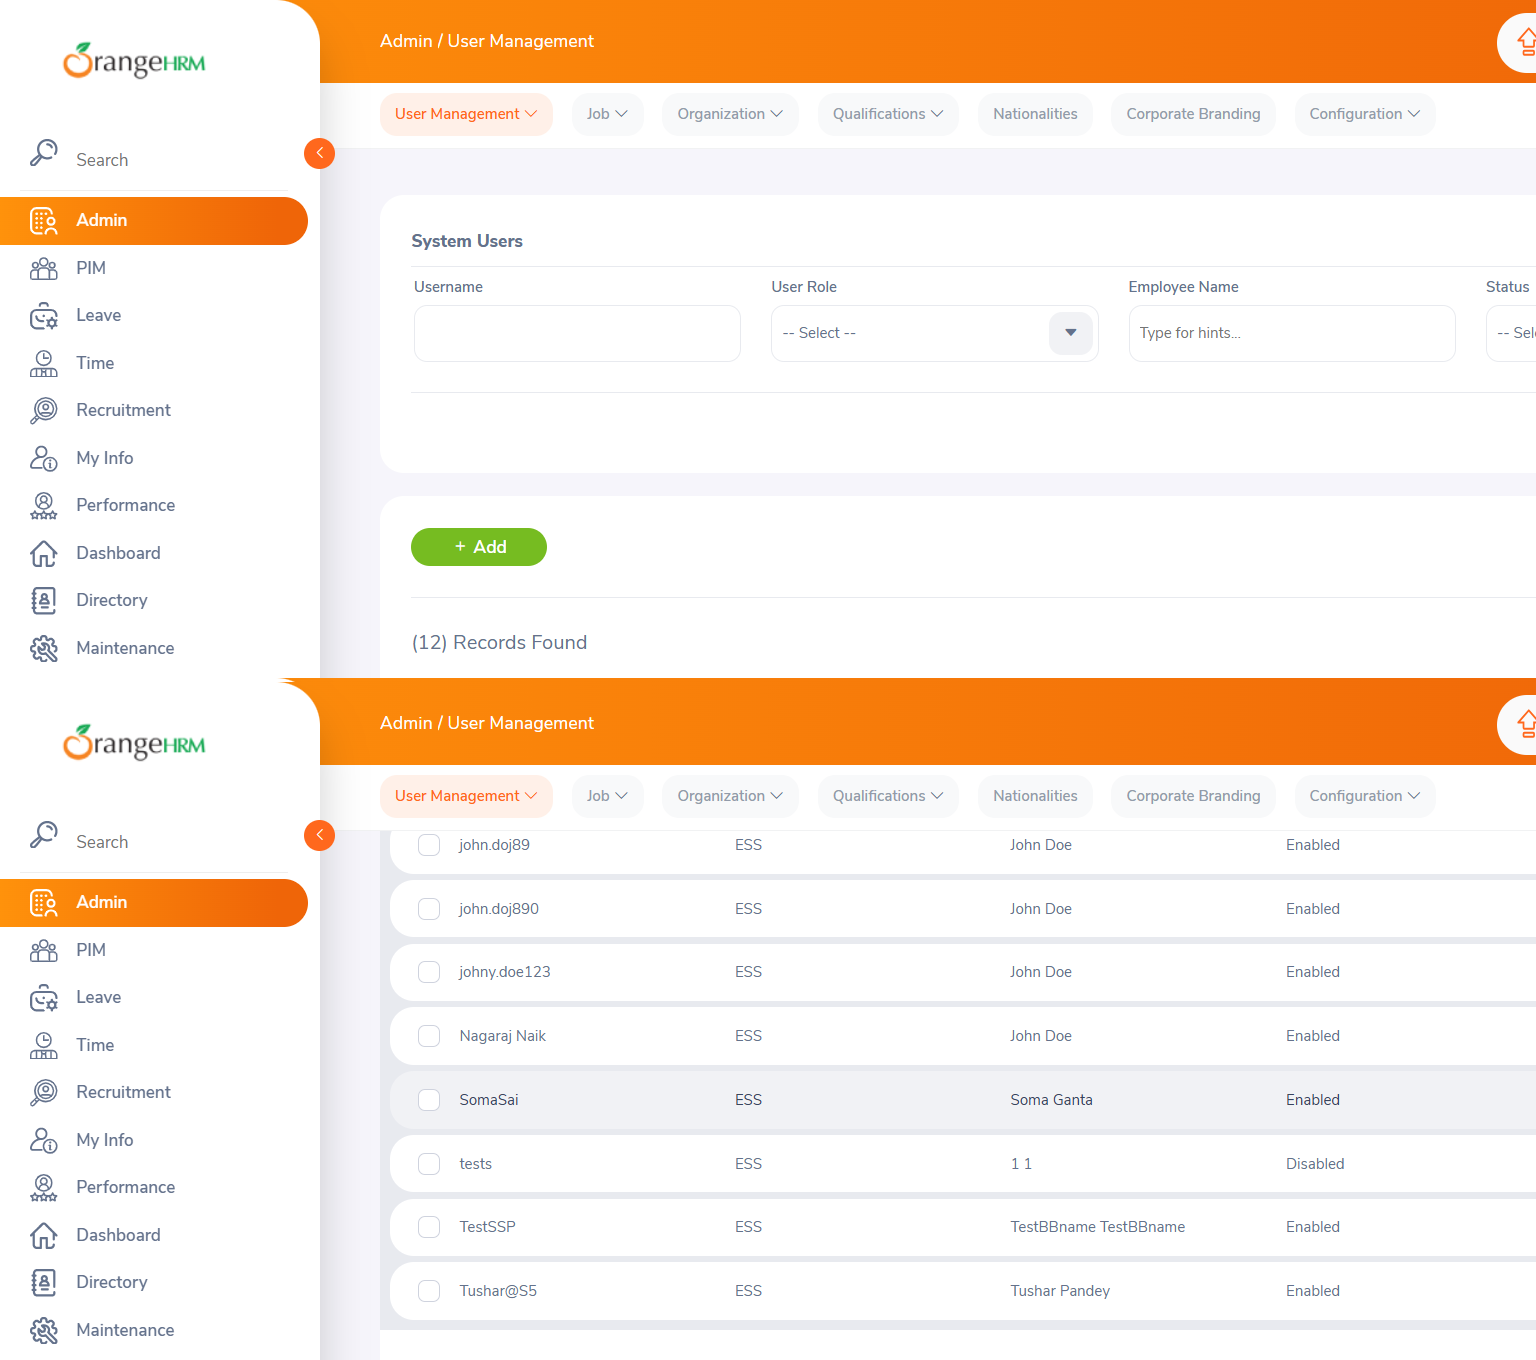 OrangeHRM
Admin / User Management
User Management Job Organization Qualifications Nationalities Corporate Branding Configuration
Search
Admin
PIM
Leave
Time
Recruitment
My Info
Performance
Dashboard
Directory
Maintenance
System Users
Username User Role Employee Name Status
-- Select -- Type for hints... -- Sel
+ Add
(12) Records Found
OrangeHRM
Admin / User Management
User Management Job Organization Qualifications Nationalities Corporate Branding Configuration
Search
Admin
PIM
Leave
Time
Recruitment
My Info
Performance
Dashboard
Directory
Maintenance
john.doj89 ESS John Doe Enabled
john.doj890 ESS John Doe Enabled
johny.doe123 ESS John Doe Enabled
Nagaraj Naik ESS John Doe Enabled
SomaSai ESS Soma Ganta Enabled
tests ESS 1 1 Disabled
TestSSP ESS TestBBname TestBBname Enabled
Tushar@S5 ESS Tushar Pandey Enabled